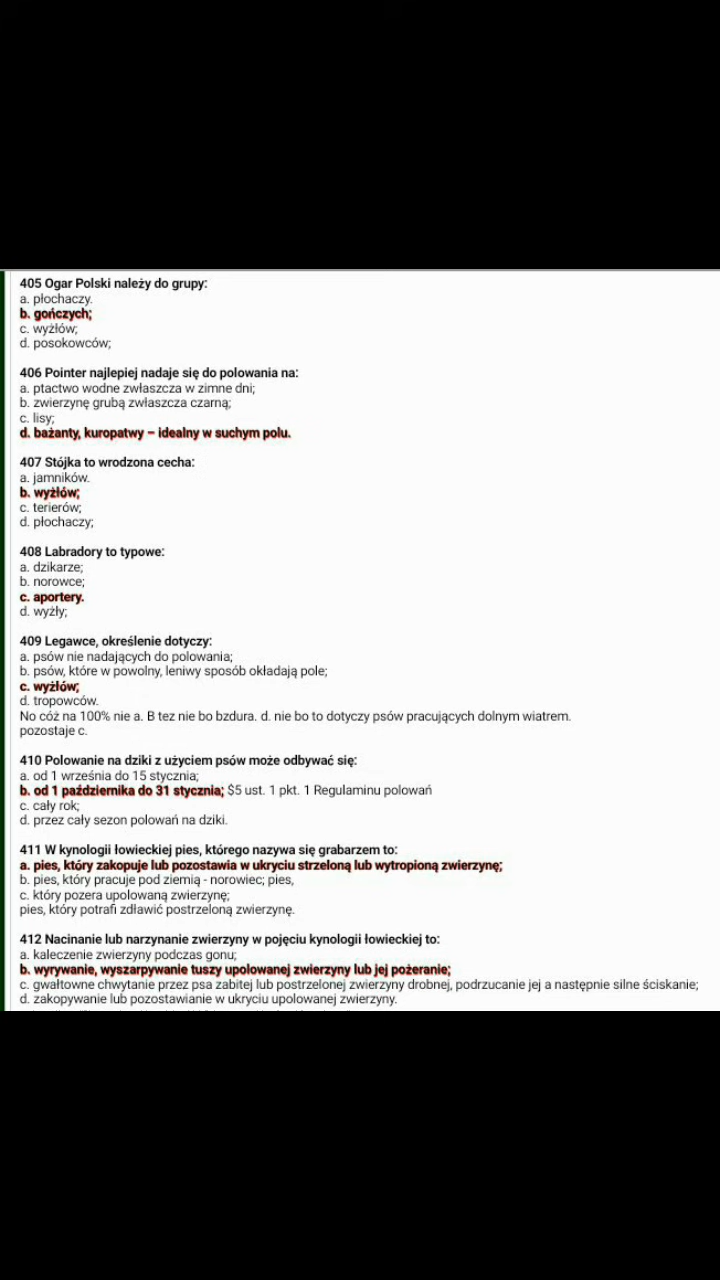 405 Ogar Polski należy do grupy:
a. płochaczy.
b. gończych;
c. wyżłów;
d. posokowców;
406 Pointer najlepiej nadaje się do polowania na:
a. ptactwo wodne zwłaszcza w zimne dni;
b. zwierzynę grubą zwłaszcza czarną;
c. lisy;
d. bażanty, kuropatwy – idealny w suchym polu.
407 Stójka to wrodzona cecha:
a. jamników.
b. wyżłów;
c. terierów;
d. płochaczy;
408 Labradory to typowe:
a. dzikarze;
b. norowce;
c. aportery.
d. wyżły;
409 Legawce, określenie dotyczy:
a. psów nie nadających do polowania;
b. psów, które w powolny, leniwy sposób okładają pole;
c. wyżłów;
d. tropowców.
No cóż na 100% nie a. B tez nie bo bzdura. d. nie bo to dotyczy psów pracujących dolnym wiatrem.
pozostaje c.
410 Polowanie na dziki z użyciem psów może odbywać się:
a. od 1 września do 15 stycznia;
b. od 1 października do 31 stycznia; $5 ust. 1 pkt. 1 Regulaminu polowań
c. cały rok;
d. przez cały sezon polowań na dziki.
411 W kynologii łowieckiej pies, którego nazywa się grabarzem to:
a. pies, który zakopuje lub pozostawia w ukryciu strzeloną lub wytropioną zwierzynę;
b. pies, który pracuje pod ziemią - norowiec; pies,
c. który pozera upolowaną zwierzynę;
pies, który potrafi zdławić postrzeloną zwierzynę.
412 Nacinanie lub narzynanie zwierzyny w pojęciu kynologii łowieckiej to:
a. kaleczenie zwierzyny podczas gonu;
b. wyrywanie, wyszarpywanie tuszy upolowanej zwierzyny lub jej pożeranie;
c. gwałtowne chwytanie przez psa zabitej lub postrzelonej zwierzyny drobnej, podrzucanie jej a następnie silne ściskanie;
d. zakopywanie lub pozostawianie w ukryciu upolowanej zwierzyny.